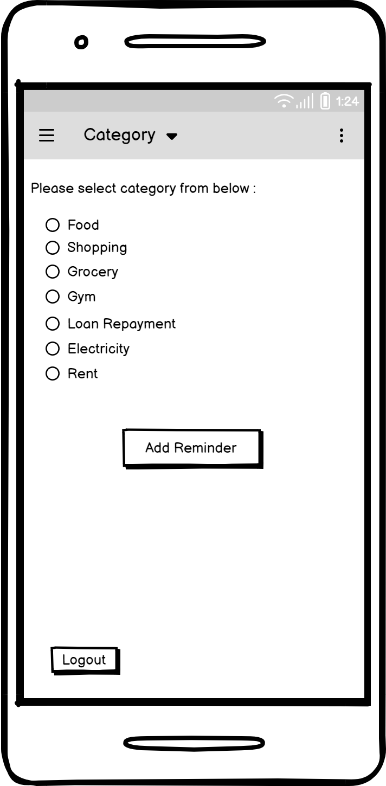 1:24
Category
Please select category from below :
Food
Shopping
Grocery
Gym
Loan Repayment
Electricity
Rent
Add Reminder
Logout